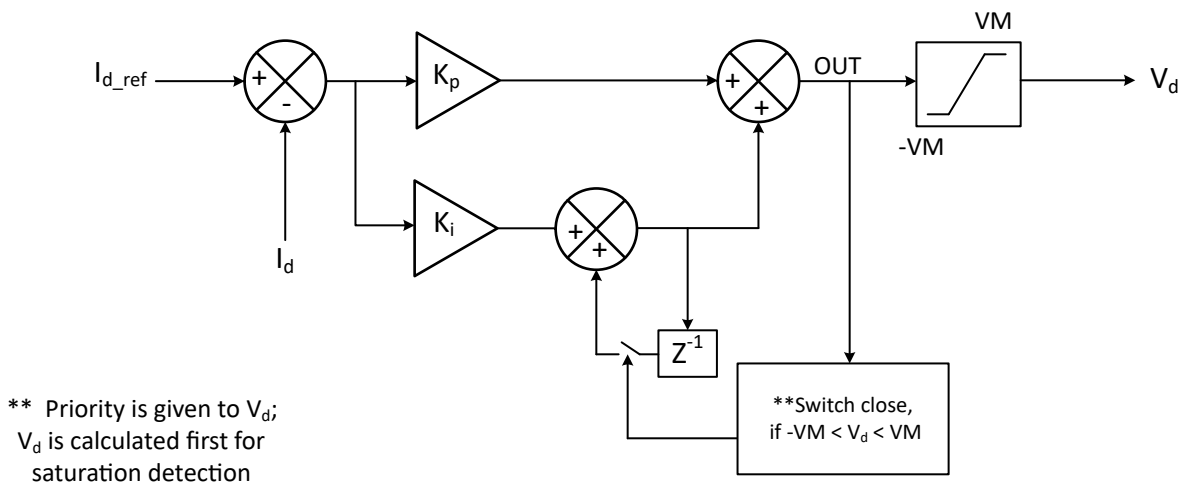 VM
I_d_ref
+
-
K_p
+
+
OUT
V_d
-VM
K_i
+
+
I_d
Z^-1
**Switch close,
if -VM < V_d < VM
** Priority is given to V_d;
V_d is calculated first for
saturation detection